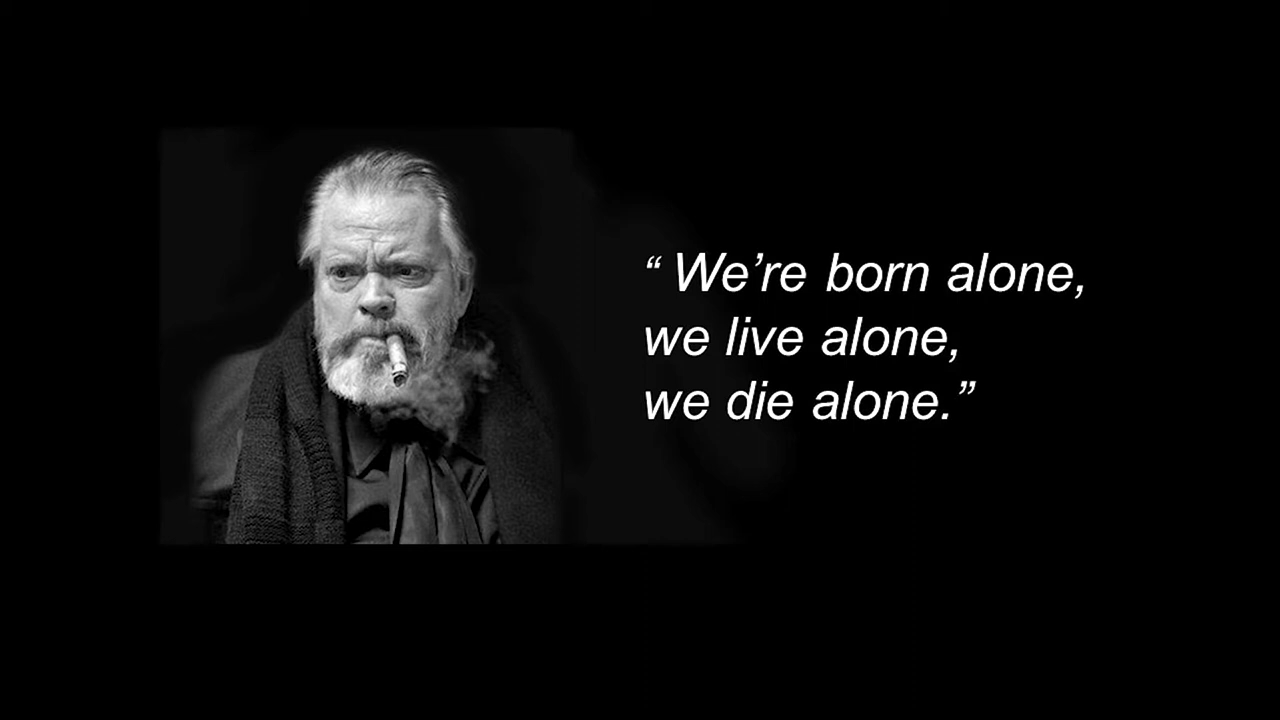 “ We’re born alone,
we live alone,
we die alone.”